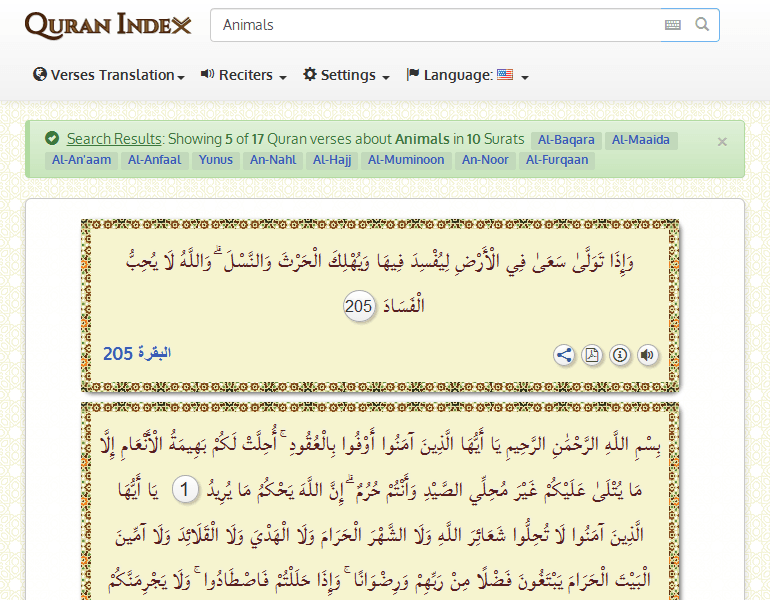 QURAN INDEX
Animals
Verses Translation Reciters Settings Language:
Search Results: Showing 5 of 17 Quran verses about Animals in 10 Surats Al-Baqara Al-Maaida ×
Al-An'aam Al-Anfaal Yunus An-Nahl Al-Hajj Al-Muminoon An-Noor Al-Furqaan
وَإِذَا تَوَلَّىٰ سَعَىٰ فِي الْأَرْضِ لِيُفْسِدَ فِيهَا وَيُهْلِكَ الْحَرْثَ وَالنَّسْلَ ۗ وَاللَّهُ لَا يُحِبُّ
الْفَسَادَ 205
البقرة 205
بِسْمِ اللَّهِ الرَّحْمَٰنِ الرَّحِيمِ يَا أَيُّهَا الَّذِينَ آمَنُوا أَوْفُوا بِالْعُقُودِ ۚ أُحِلَّتْ لَكُمْ بَهِيمَةُ الْأَنْعَامِ إِلَّا
مَا يُتْلَىٰ عَلَيْكُمْ غَيْرَ مُحِلِّي الصَّيْدِ وَأَنْتُمْ حُرُمٌ ۗ إِنَّ اللَّهَ يَحْكُمُ مَا يُرِيدُ 1 يَا أَيُّهَا
الَّذِينَ آمَنُوا لَا تُحِلُّوا شَعَائِرَ اللَّهِ وَلَا الشَّهْرَ الْحَرَامَ وَلَا الْهَدْيَ وَلَا الْقَلَائِدَ وَلَا آمِّينَ
الْبَيْتَ الْحَرَامَ يَبْتَغُونَ فَضْلًا مِنْ رَبِّهِمْ وَرِضْوَانًا ۚ وَإِذَا حَلَلْتُمْ فَاصْطَادُوا ۚ وَلَا يَجْرِمَنَّكُمْ